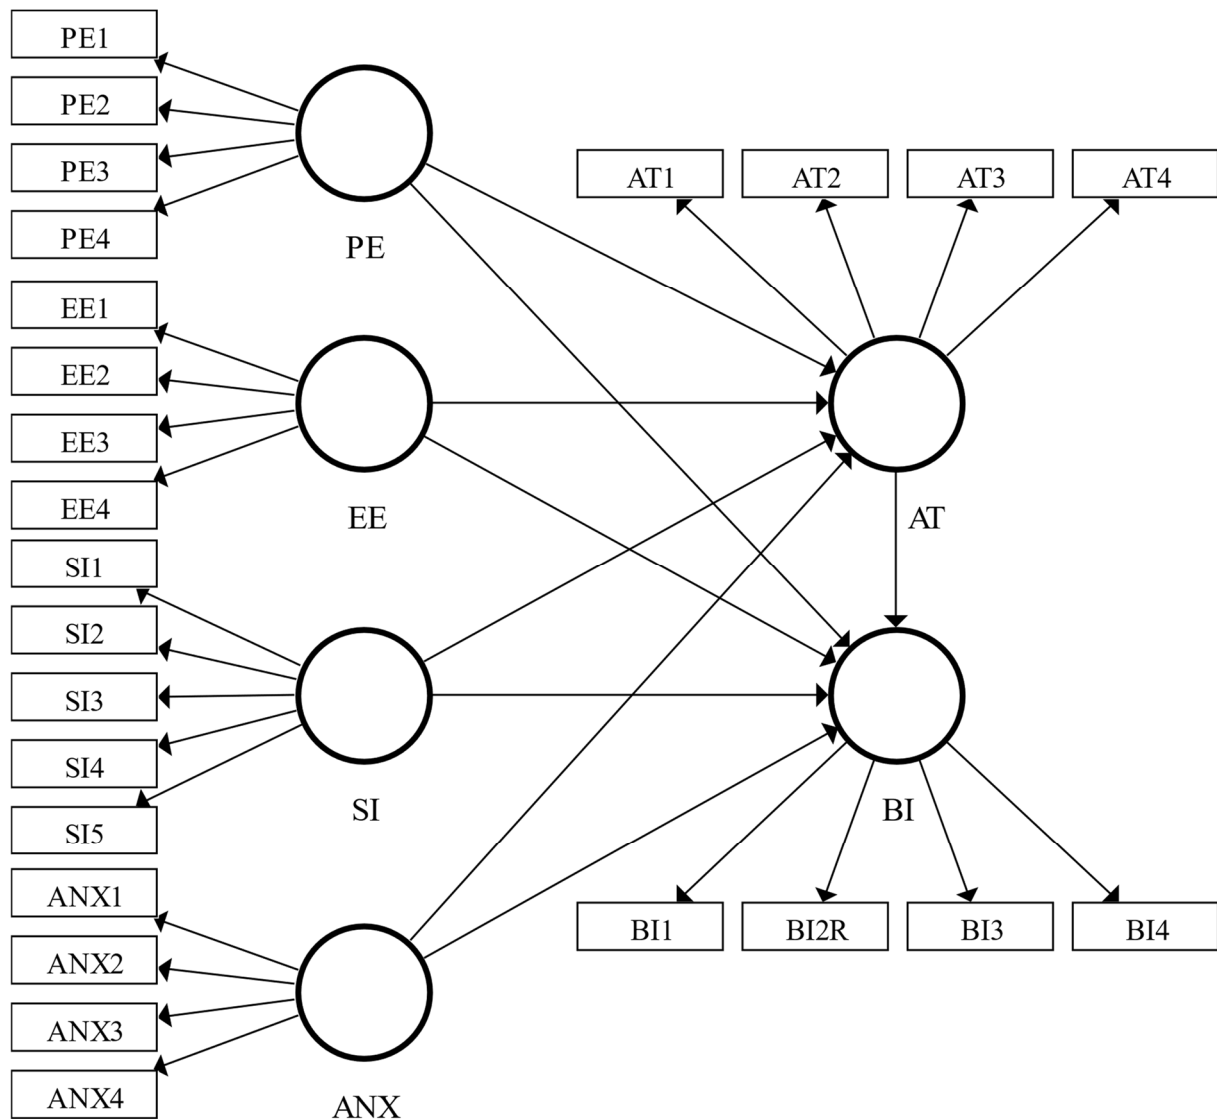 PE1
PE2
PE3
PE4
PE
EE1
EE2
EE3
EE4
EE
SI1
SI2
SI3
SI4
SI5
SI
ANX1
ANX2
ANX3
ANX4
ANX
AT1 AT2 AT3 AT4
AT
BI
BI1 BI2R BI3 BI4